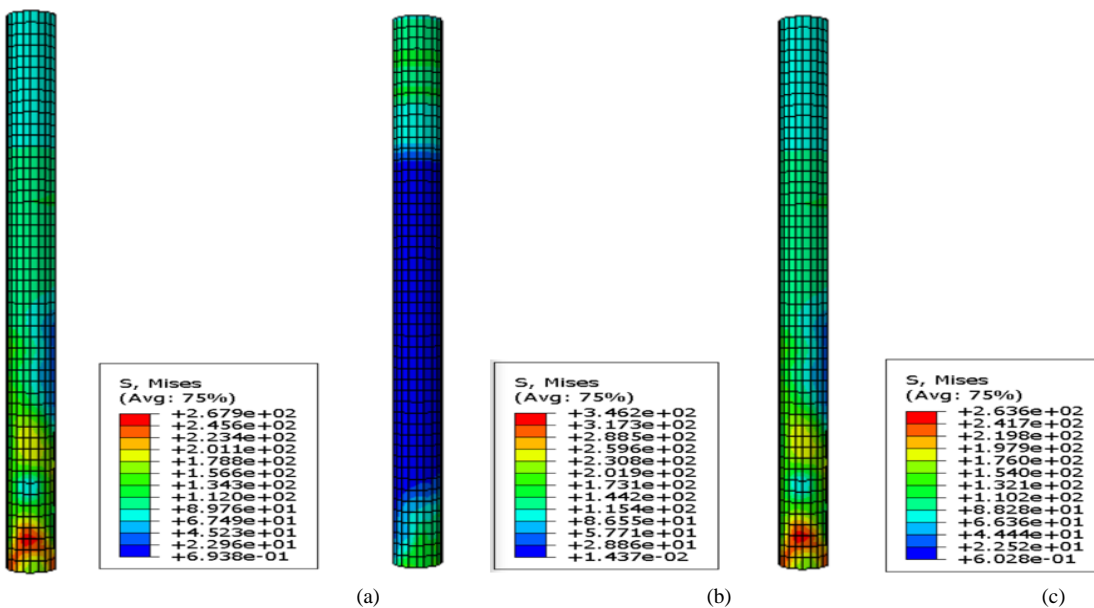 S, Mises
(Avg: 75%)
+2.679e+02
+2.456e+02
+2.234e+02
+2.011e+02
+1.788e+02
+1.566e+02
+1.343e+02
+1.120e+02
+8.976e+01
+6.749e+01
+4.523e+01
+2.296e+01
+6.938e-01
S, Mises
(Avg: 75%)
+3.462e+02
+3.173e+02
+2.885e+02
+2.596e+02
+2.308e+02
+2.019e+02
+1.731e+02
+1.442e+02
+1.154e+02
+8.655e+01
+5.771e+01
+2.886e+01
+1.437e-02
S, Mises
(Avg: 75%)
+2.636e+02
+2.417e+02
+2.198e+02
+1.979e+02
+1.760e+02
+1.540e+02
+1.321e+02
+1.102e+02
+8.828e+01
+6.636e+01
+4.444e+01
+2.252e+01
+6.028e-01
(a)
(b)
(c)